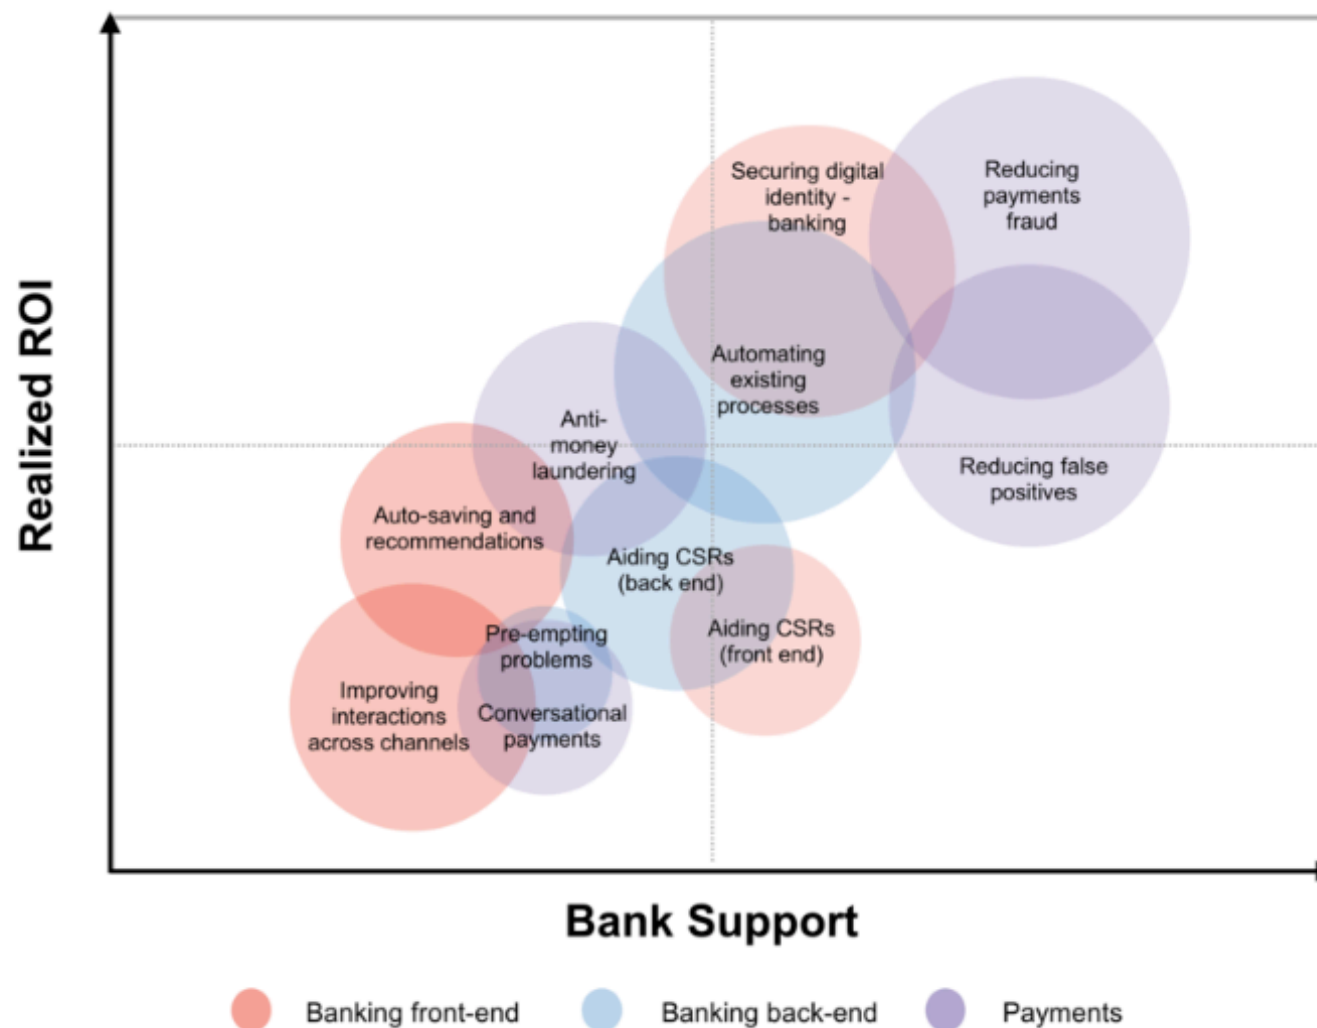 Realized ROI
Securing digital
identity -
banking
Reducing
payments
fraud
Automating
existing
processes
Anti-
money
laundering
Reducing false
positives
Auto-saving and
recommendations
Aiding CSRs
(back end)
Aiding CSRs
(front end)
Pre-empting
problems
Improving
interactions
across channels
Conversational
payments
Bank Support
Banking front-end
Banking back-end
Payments